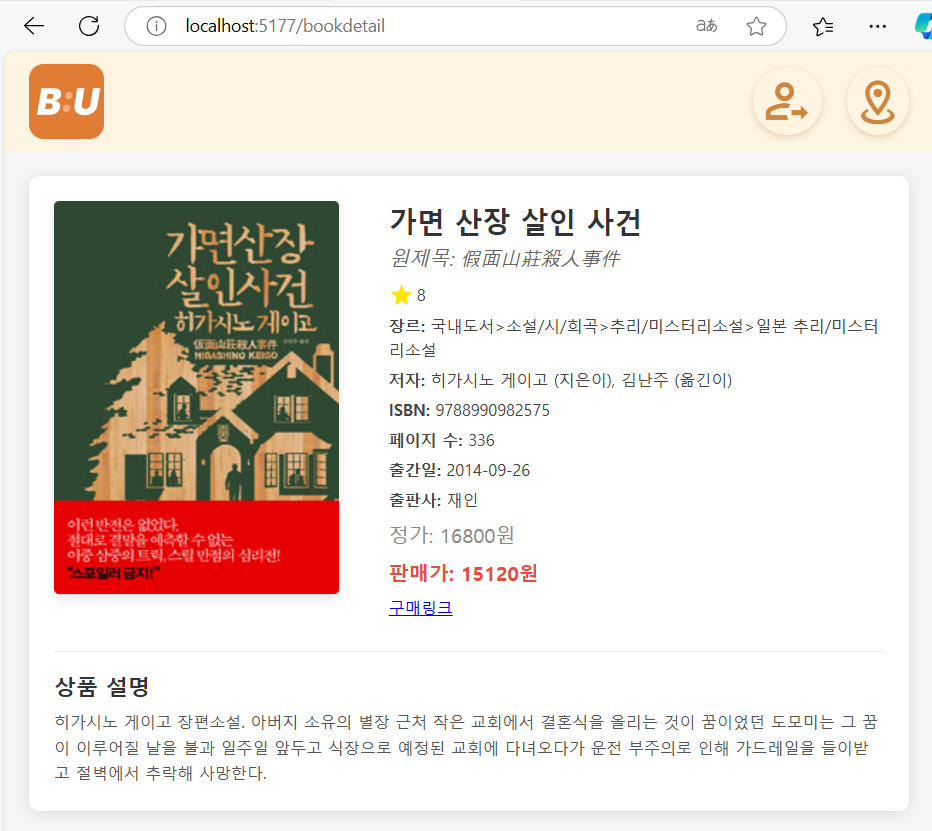 localhost:5177/bookdetail
aあ
B:U
가면산장
살인사건
히가시노 게이고
仮面山荘殺人事件
HIGASHINO KEIGO
이런 반전은 없었다.
절대로 결말을 예측할 수 없는
이중 삼중의 트릭, 스릴 만점의 심리전!
"스포일러 금지!"
가면 산장 살인 사건
원제목: 假面山莊殺人事件
8
장르: 국내도서>소설/시/희곡>추리/미스터리소설>일본 추리/미스터
리소설
저자: 히가시노 게이고 (지은이), 김난주 (옮긴이)
ISBN: 9788990982575
페이지 수: 336
출간일: 2014-09-26
출판사: 재인
정가: 16800원
판매가: 15120원
구매링크
상품 설명
히가시노 게이고 장편소설. 아버지 소유의 별장 근처 작은 교회에서 결혼식을 올리는 것이 꿈이었던 도모미는 그 꿈
이 이루어질 날을 불과 일주일 앞두고 식장으로 예정된 교회에 다녀오다가 운전 부주의로 인해 가드레일을 들이받
고 절벽에서 추락해 사망한다.